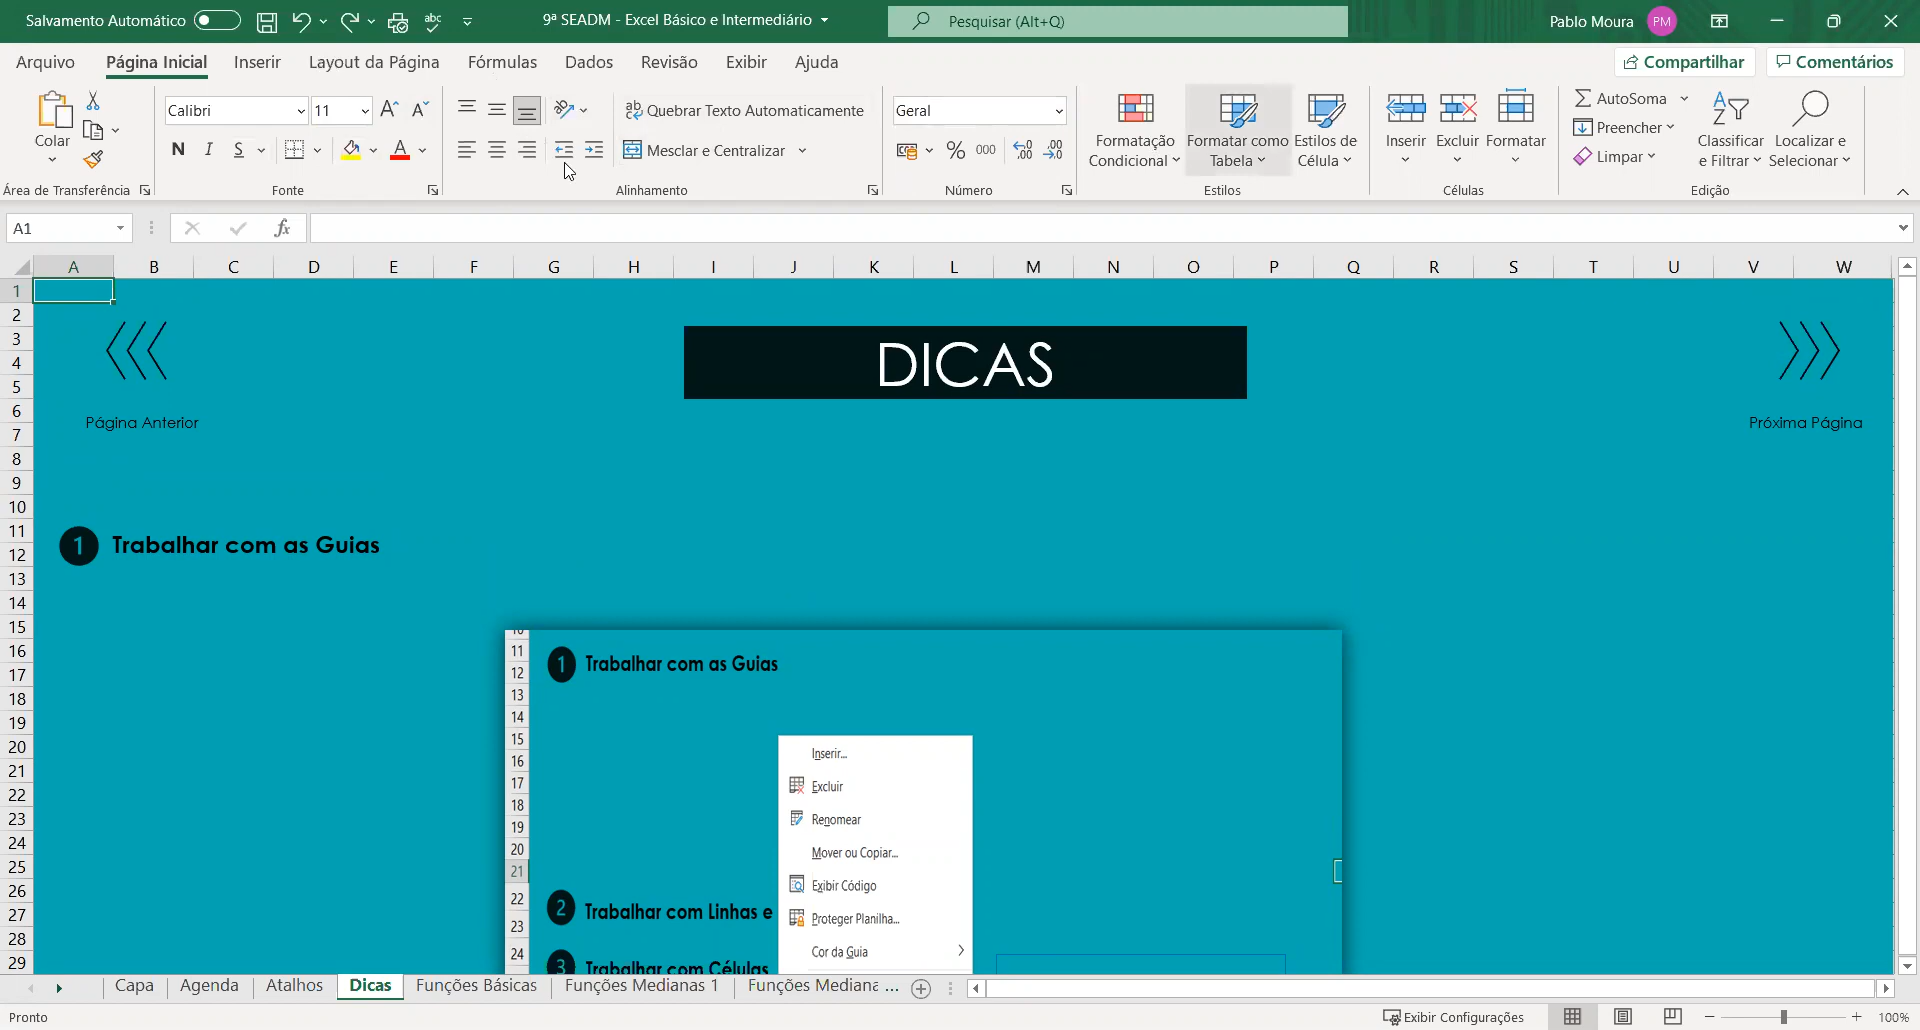 Salvamento Automático
9ª SEADM - Excel Básico e Intermediário
Pesquisar (Alt+Q)
Pablo Moura PM
Arquivo Página Inicial Inserir Layout da Página Fórmulas Dados Revisão Exibir Ajuda
Compartilhar Comentários
Colar
Área de Transferência
Calibri 11
N I S A
Fonte
Quebrar Texto Automaticamente
Mesclar e Centralizar
Alinhamento
Geral
% 000
Número
Formatação Condicional
Formatar como Tabela
Estilos de Célula
Estilos
Inserir Excluir Formatar
Células
AutoSoma
Preencher
Limpar
Classificar e Filtrar
Localizar e Selecionar
Edição
A1 fx
A B C D E F G H I J K L M N O P Q R S T U V W
1
2
3
4
5
6
7
8
9
10
11
12
13
14
15
16
17
18
19
20
21
22
23
24
25
26
27
28
29
DICAS
Página Anterior
Próxima Página
1 Trabalhar com as Guias
10
11
12
13
14
15
16
17
18
19
20
21
22
23
24
1 Trabalhar com as Guias
Inserir...
Excluir
Renomear
Mover ou Copiar...
Exibir Código
Proteger Planilha...
Cor da Guia
2 Trabalhar com Linhas e
3 Trabalhar com Células
Capa Agenda Atalhos Dicas Funções Básicas Funções Medianas 1 Funções Mediana ...
Pronto
Exibir Configurações
100%